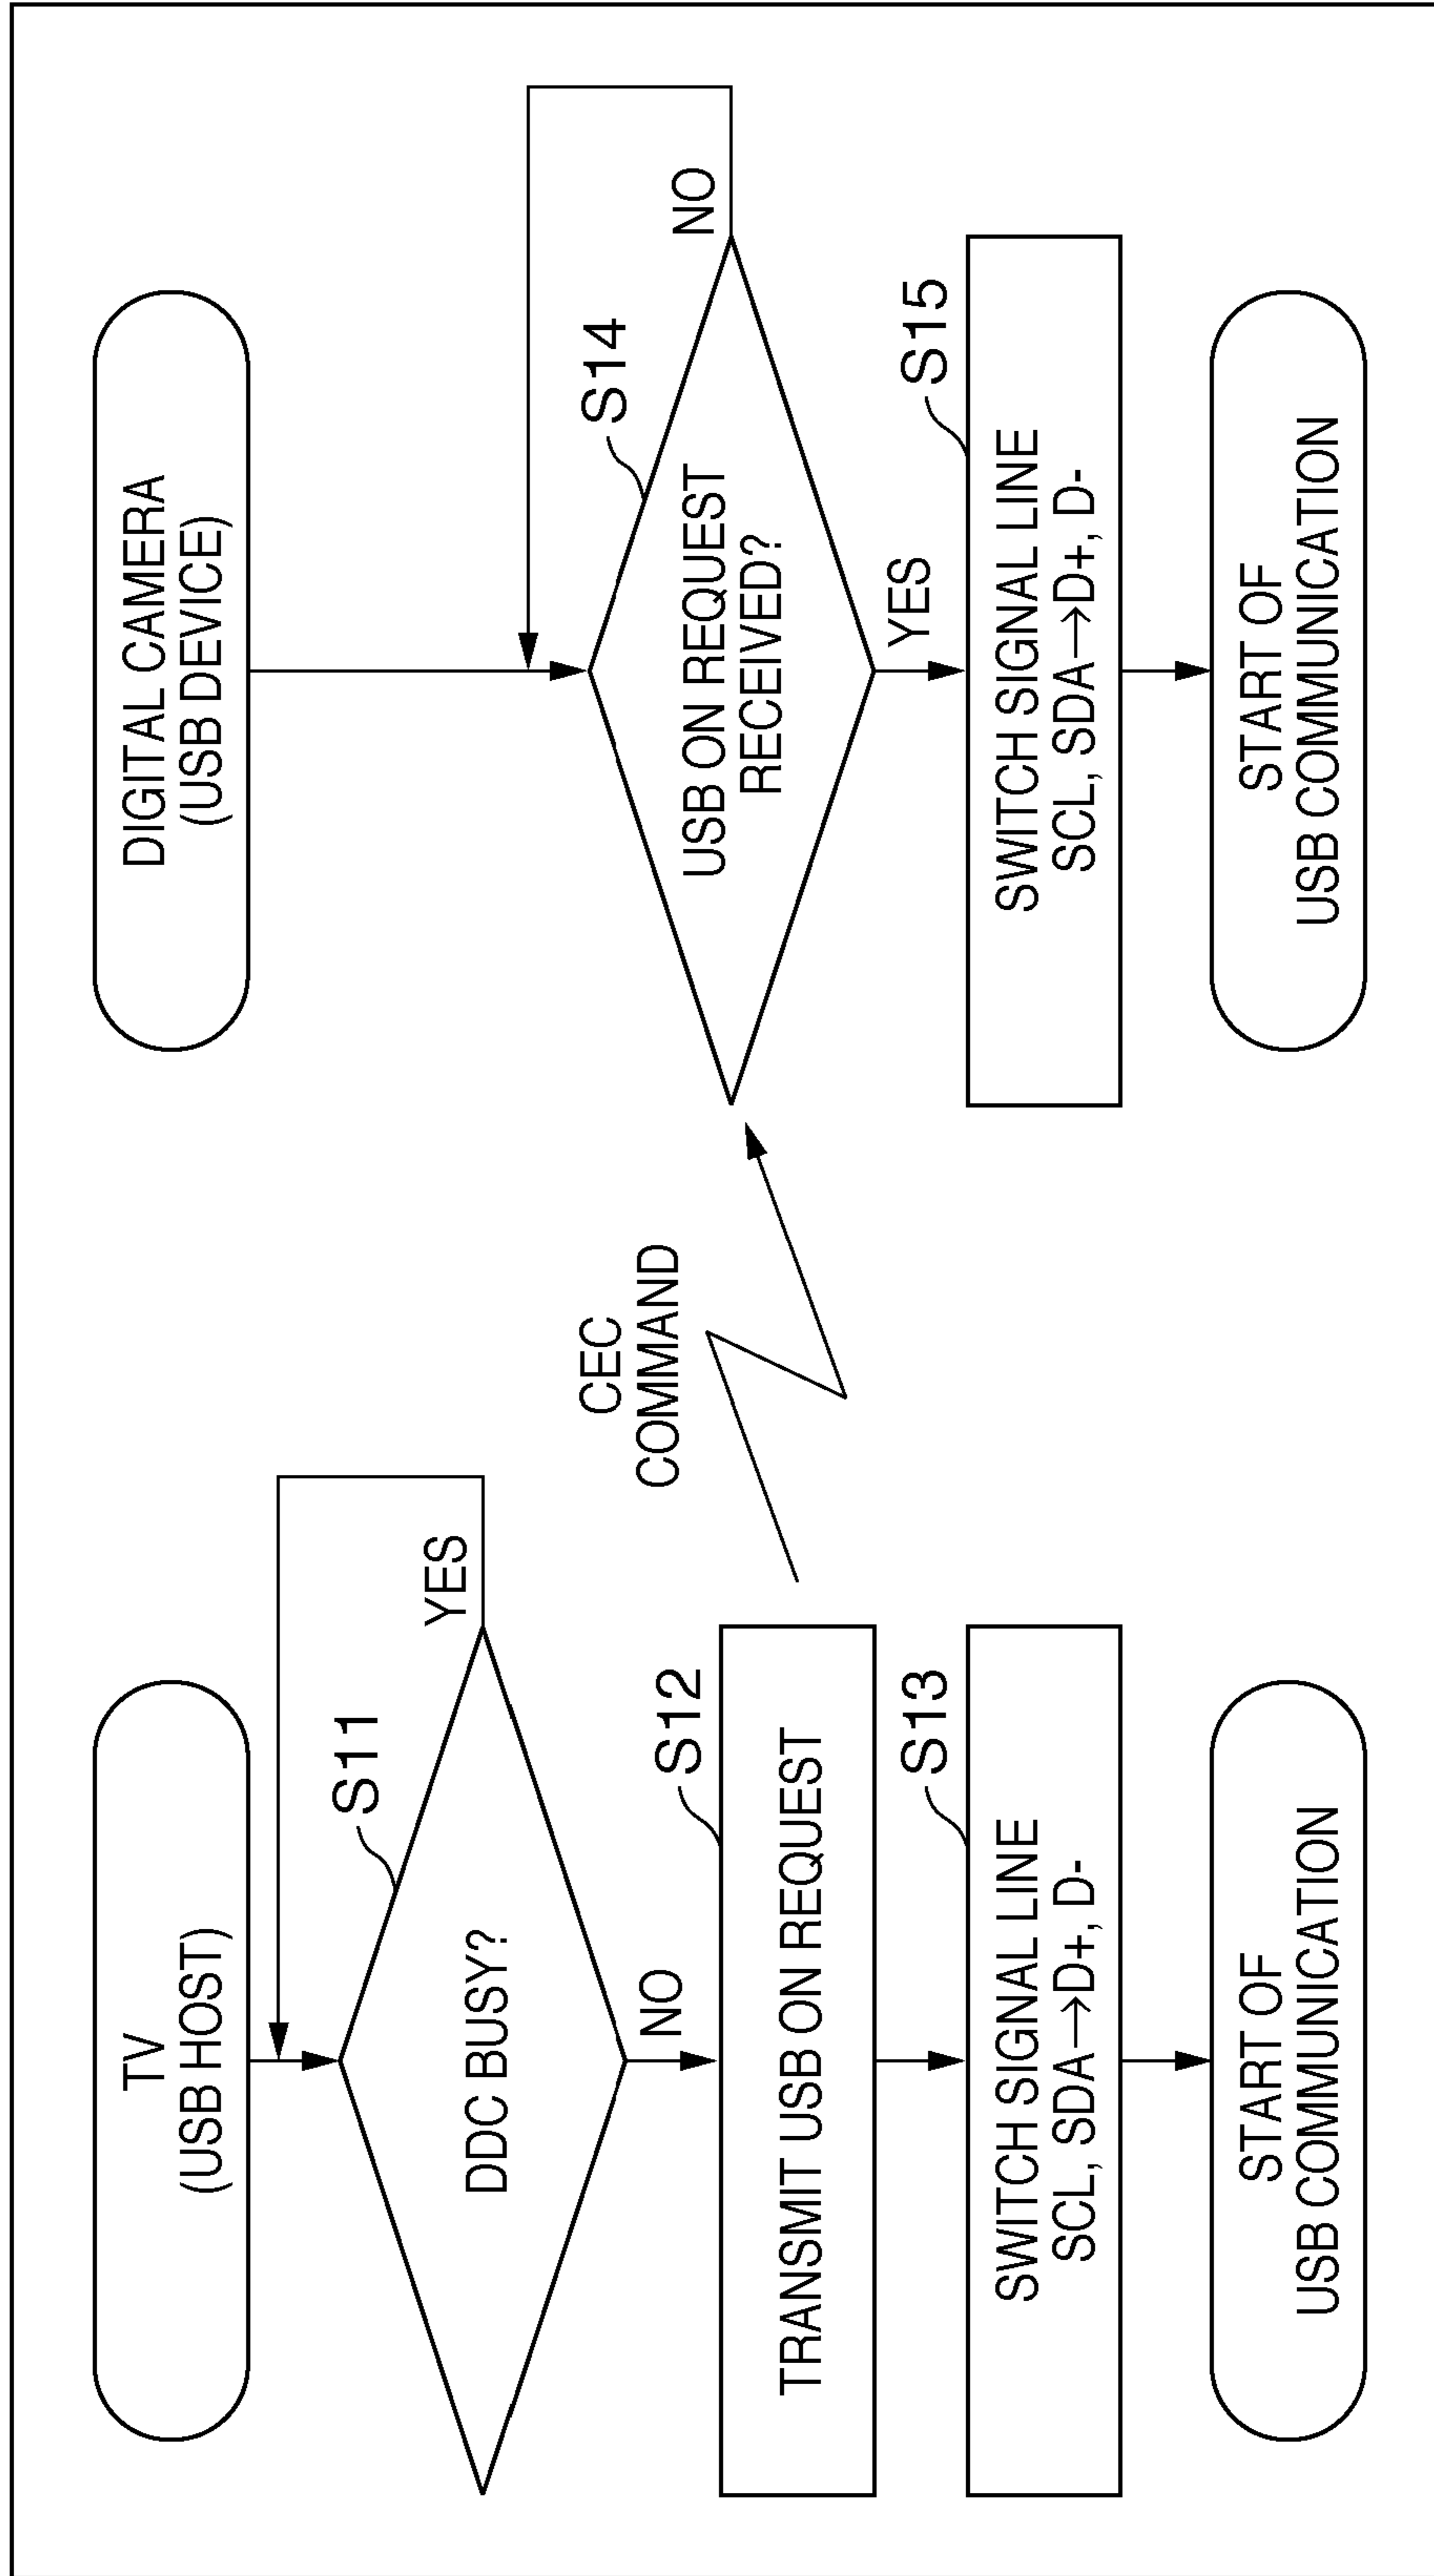 TV
(USB HOST)
S11
DDC BUSY?
YES
NO
S12
TRANSMIT USB ON REQUEST
S13
SWITCH SIGNAL LINE
SCL, SDA→D+, D-
START OF
USB COMMUNICATION
CEC
COMMAND
DIGITAL CAMERA
(USB DEVICE)
S14
USB ON REQUEST
RECEIVED?
NO
YES
S15
SWITCH SIGNAL LINE
SCL, SDA→D+, D-
START OF
USB COMMUNICATION